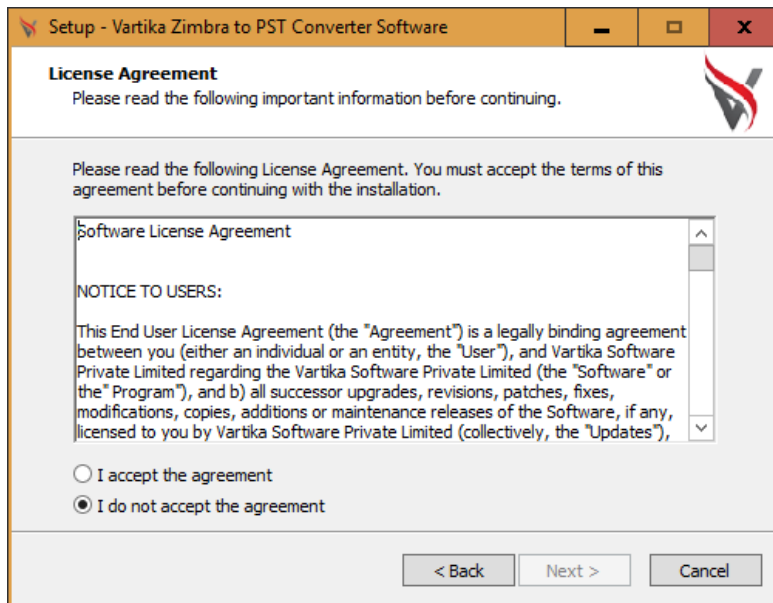 Setup - Vartika Zimbra to PST Converter Software
License Agreement
Please read the following important information before continuing.
Please read the following License Agreement. You must accept the terms of this
agreement before continuing with the installation.
Software License Agreement
NOTICE TO USERS:
This End User License Agreement (the "Agreement") is a legally binding agreement
between you (either an individual or an entity, the "User"), and Vartika Software
Private Limited regarding the Vartika Software Private Limited (the "Software" or
the" Program"), and b) all successor upgrades, revisions, patches, fixes,
modifications, copies, additions or maintenance releases of the Software, if any,
licensed to you by Vartika Software Private Limited (collectively, the "Updates"),
I accept the agreement
I do not accept the agreement
< Back Next > Cancel